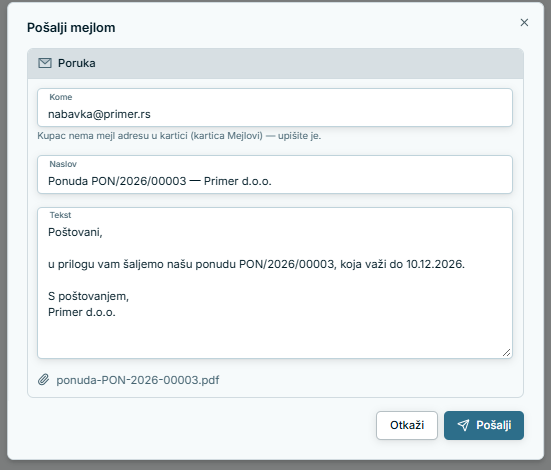 Pošalji mejlom
Poruka
Kome
nabavka@primer.rs
Kupac nema mejl adresu u kartici (kartica Mejlovi) — upišite je.
Naslov
Ponuda PON/2026/00003 — Primer d.o.o.
Tekst
Poštovani,
u prilogu vam šaljemo našu ponudu PON/2026/00003, koja važi do 10.12.2026.
S poštovanjem,
Primer d.o.o.
ponuda-PON-2026-00003.pdf
Otkaži
Pošalji